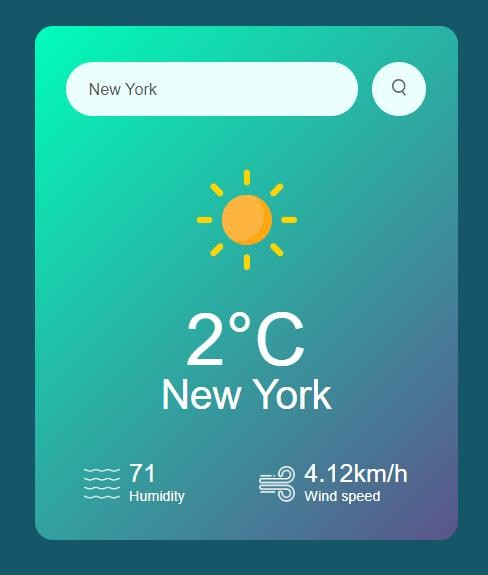 New York
2°C
New York
71
Humidity
4.12km/h
Wind speed